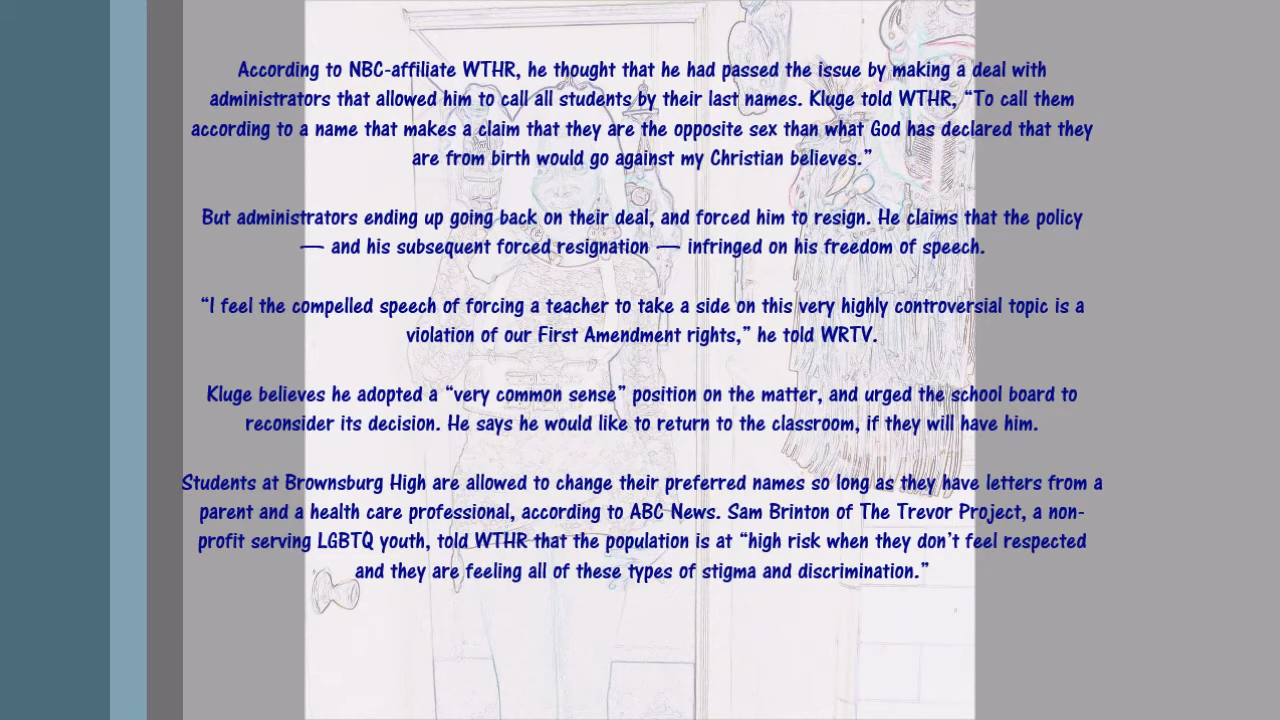 According to NBC-affiliate WTHR, he thought that he had passed the issue by making a deal with
administrators that allowed him to call all students by their last names. Kluge told WTHR, “To call them
according to a name that makes a claim that they are the opposite sex than what God has declared that they
are from birth would go against my Christian believes.”
But administrators ending up going back on their deal, and forced him to resign. He claims that the policy
— and his subsequent forced resignation — infringed on his freedom of speech.
“I feel the compelled speech of forcing a teacher to take a side on this very highly controversial topic is a
violation of our First Amendment rights,” he told WRTV.
Kluge believes he adopted a “very common sense” position on the matter, and urged the school board to
reconsider its decision. He says he would like to return to the classroom, if they will have him.
Students at Brownsburg High are allowed to change their preferred names so long as they have letters from a
parent and a health care professional, according to ABC News. Sam Brinton of The Trevor Project, a non-
profit serving LGBTQ youth, told WTHR that the population is at “high risk when they don’t feel respected
and they are feeling all of these types of stigma and discrimination.”